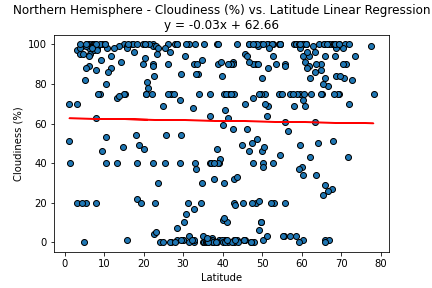 Northern Hemisphere - Cloudiness (%) vs. Latitude Linear Regression
y = -0.03x + 62.66
100
80
60
40
20
0
Cloudiness (%)
0 10 20 30 40 50 60 70 80
Latitude